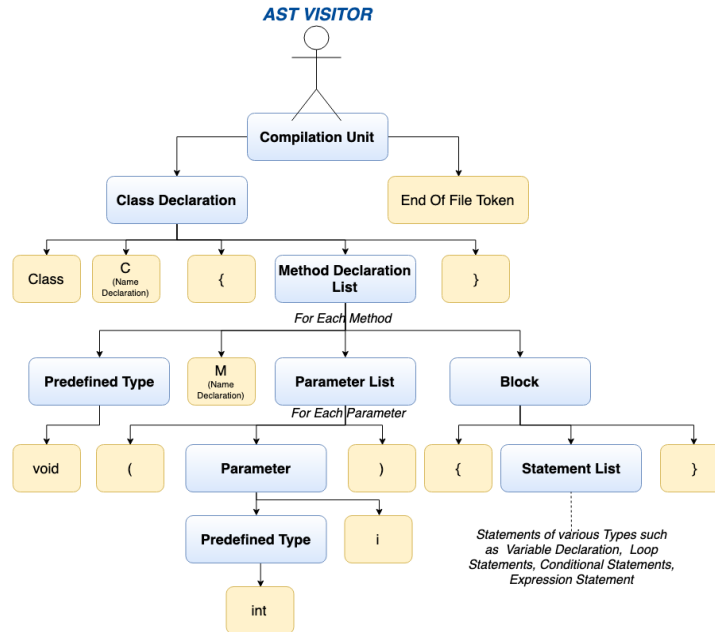 AST VISITOR
Compilation Unit
Class Declaration
End Of File Token
Class
C
(Name
Declaration)
{
Method Declaration
List
}
For Each Method
Predefined Type
M
(Name
Declaration)
Parameter List
Block
For Each Parameter
void
(
Parameter
)
{
Statement List
}
Predefined Type
i
Statements of various Types such
as Variable Declaration, Loop
Statements, Conditional Statements,
Expression Statement
int